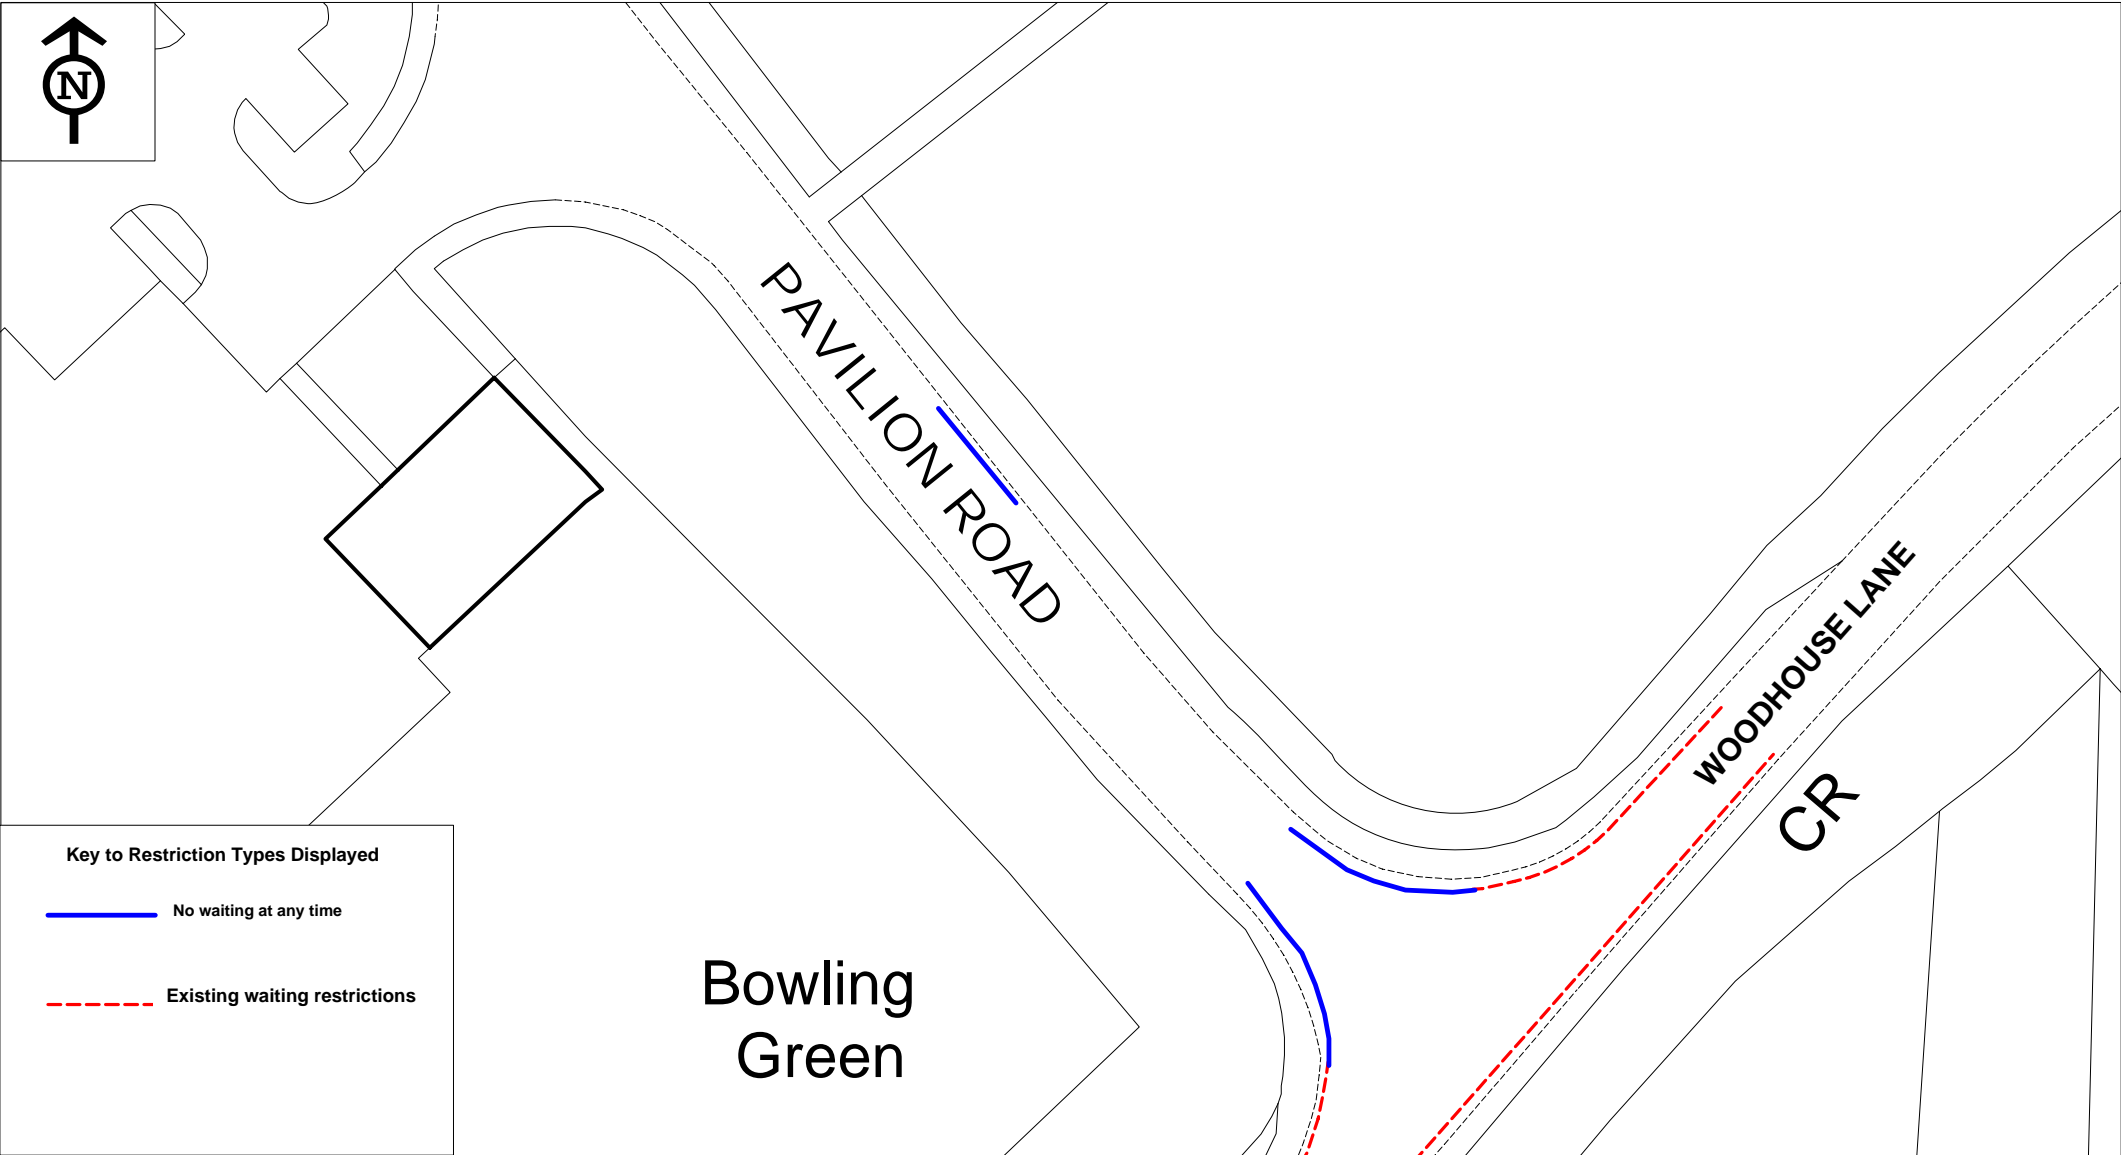 N
PAVILION ROAD
WOODHOUSE LANE
CR
Key to Restriction Types Displayed
No waiting at any time
Existing waiting restrictions
Bowling
Green